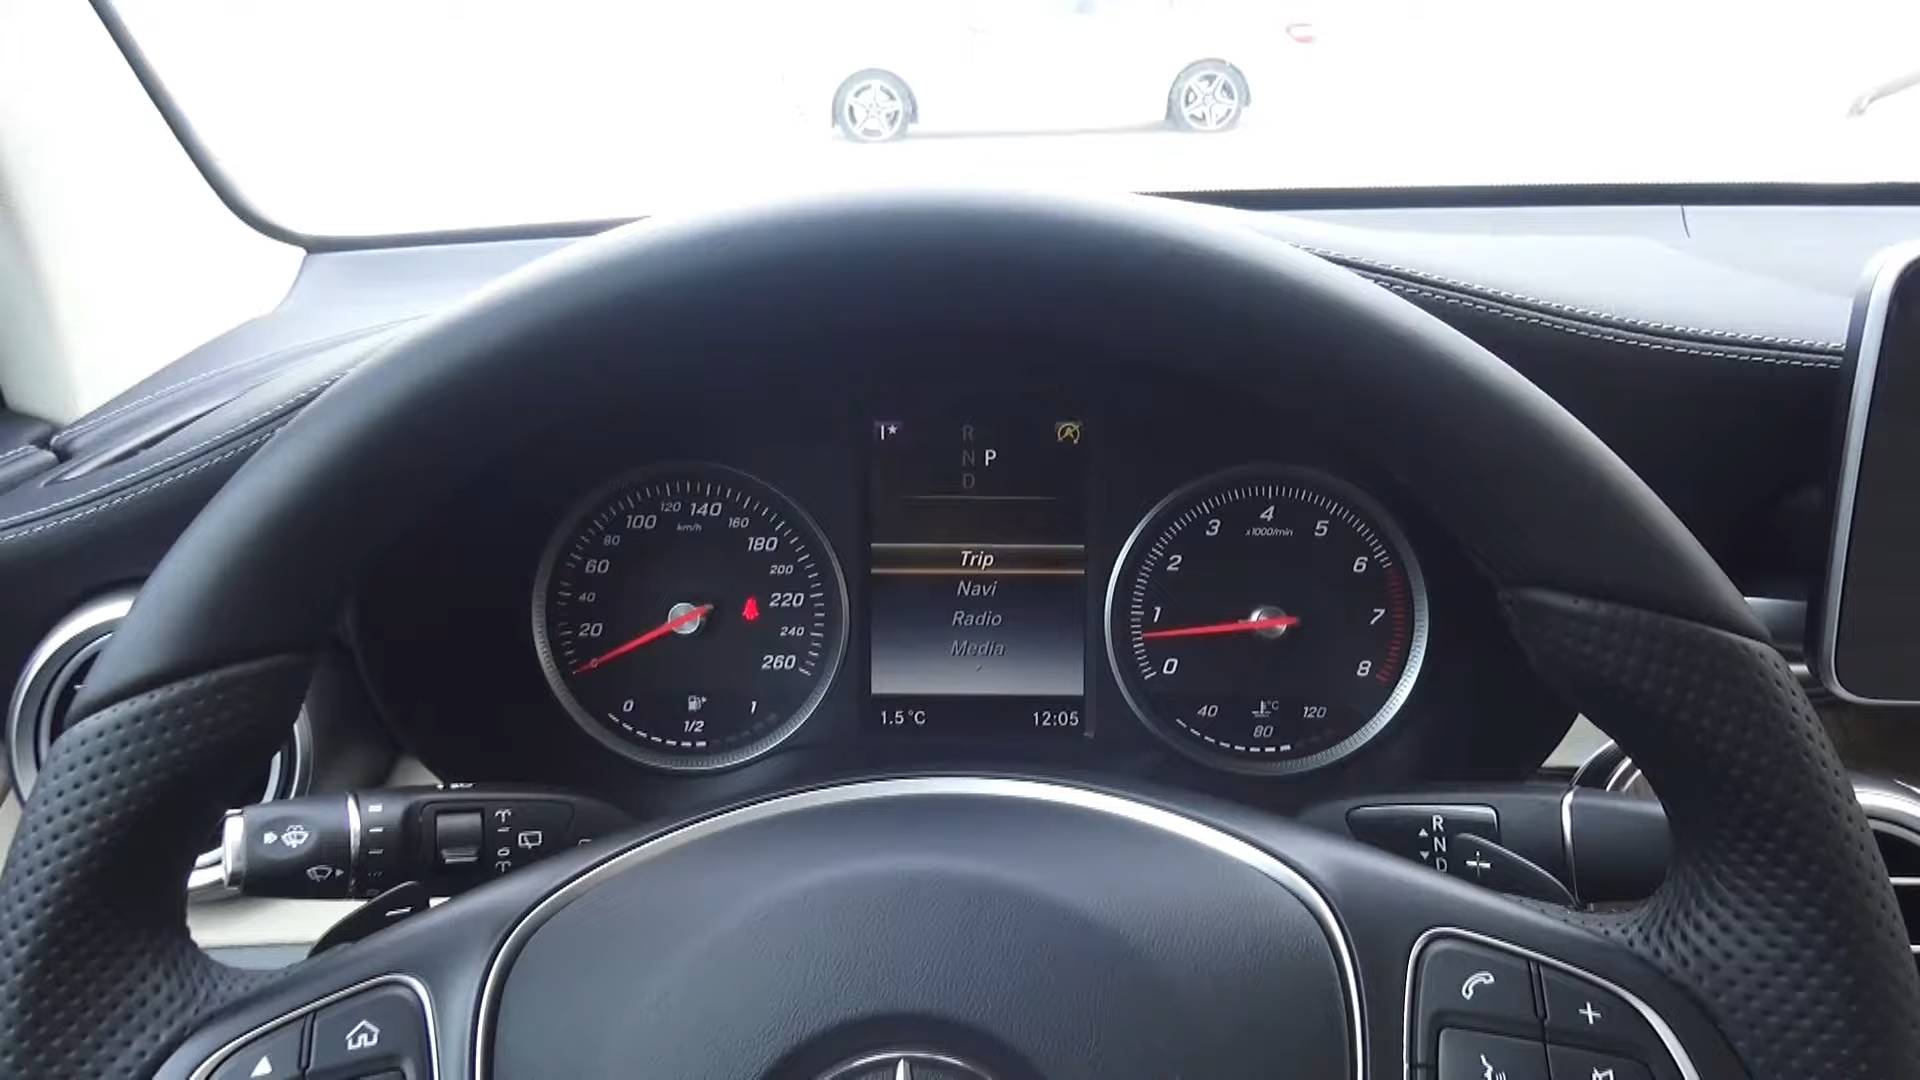 R
N P
D
Trip
Navi
Radio
Media
1.5°C 12:05
0 20 40 60 80 100 120 140 160 180 200 220 240 260
km/h
0 1/2 1
0 1 2 3 4 5 6 7 8
x1000/min
40 80 120
°C
R
N
D